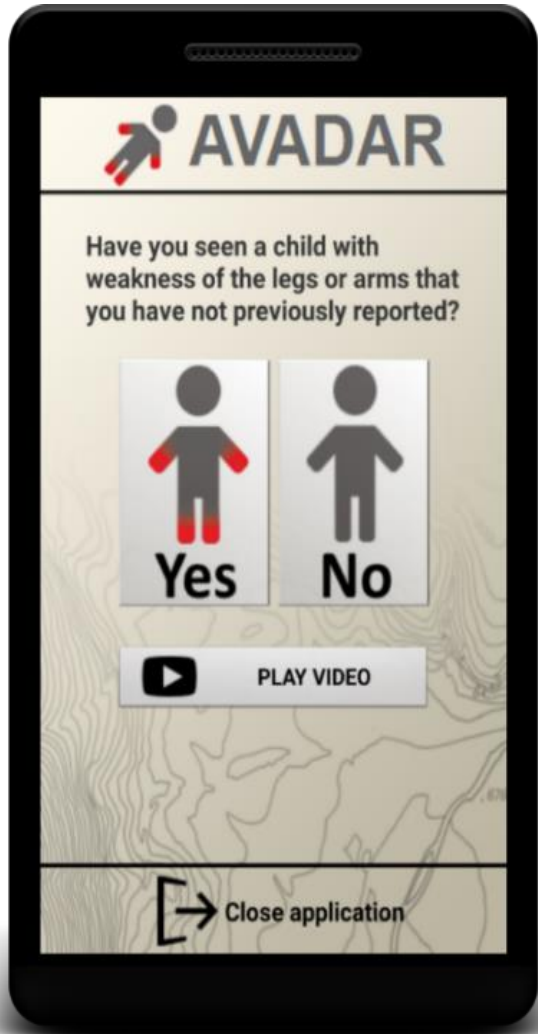 AVADAR
Have you seen a child with
weakness of the legs or arms that
you have not previously reported?
Yes
No
PLAY VIDEO
Close application